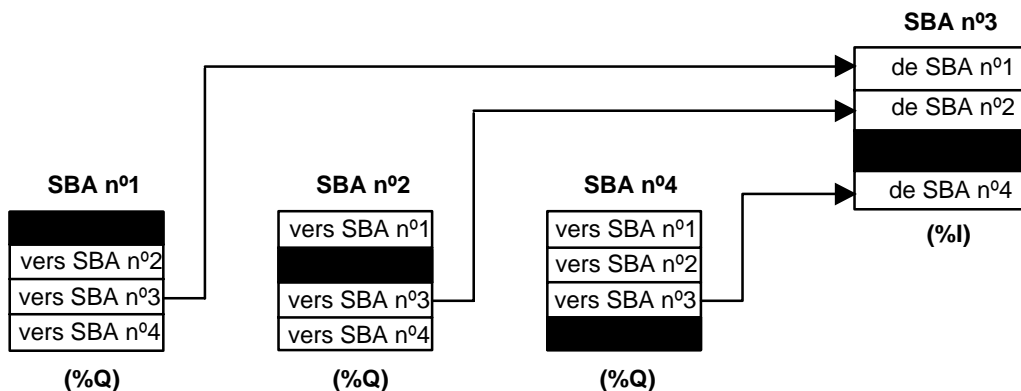 SBA nº3
de SBA nº1
de SBA nº2
de SBA nº4
(%I)
SBA nº1
vers SBA nº2
vers SBA nº3
vers SBA nº4
(%Q)
SBA nº2
vers SBA nº1
vers SBA nº3
vers SBA nº4
(%Q)
SBA nº4
vers SBA nº1
vers SBA nº2
vers SBA nº3
(%Q)